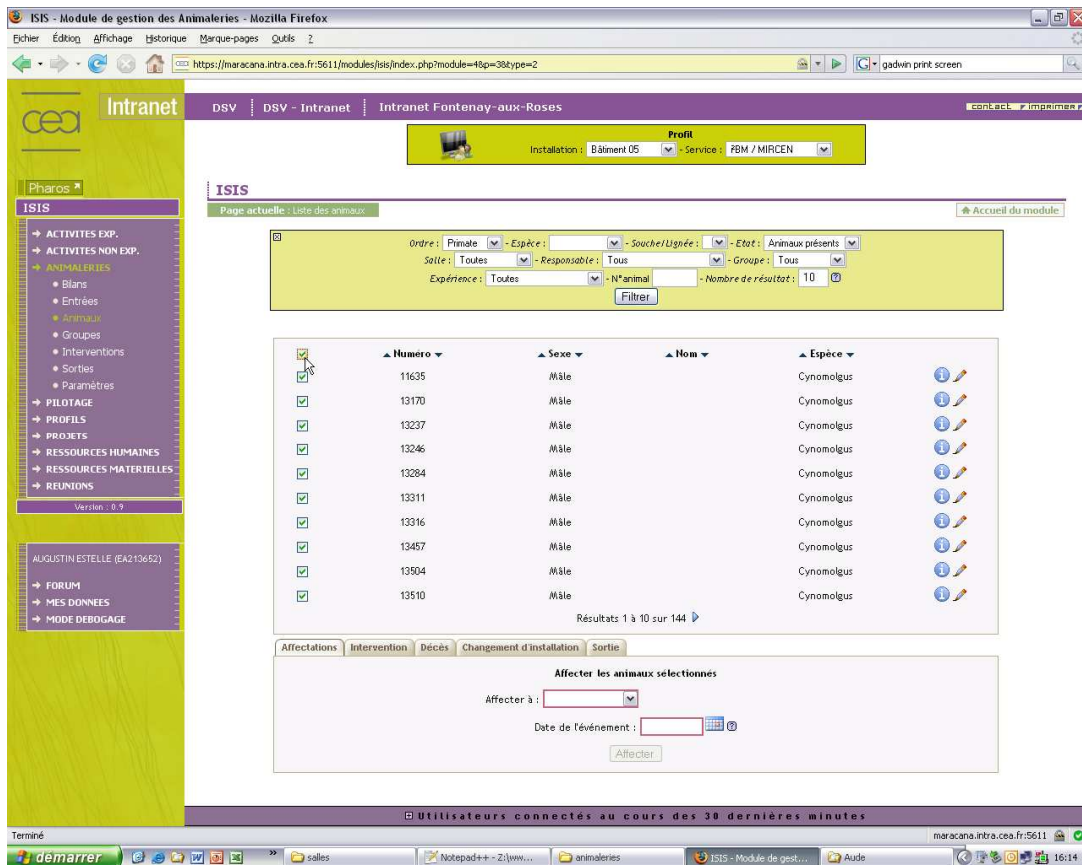 ISIS - Module de gestion des Animaleries - Mozilla Firefox
Fichier Édition Affichage Historique Marque-pages Outils ?
https://maracana.intra.cea.fr:5611/modules/isis/index.php?module=4&p=3&type=2
gadwin print screen
cea
Intranet
DSV DSV - Intranet Intranet Fontenay-aux-Roses
contact imprimer
Profil
Installation : Bâtiment 05 - Service : MIRCEN
Pharos
ISIS
ISIS
Page actuelle : Liste des animaux
Accueil du module
ACTIVITES EXP.
ACTIVITES NON EXP.
ANIMALERIES
Bilans
Entrées
Animaux
Groupes
Interventions
Sorties
Paramètres
PILOTAGE
PROFILS
PROJETS
RESSOURCES HUMAINES
RESSOURCES MATERIELLES
REUNIONS
Version : 0.9
AUGUSTIN ESTELLE (EA213652)
FORUM
MES DONNEES
MODE DEBOGAGE
Ordre : Primate - Espèce : - Souche/Lignée : - Etat : Animaux présents
Salle : Toutes - Responsable : Tous - Groupe : Tous
Expérience : Toutes - N°animal - Nombre de résultat : 10
Filtrer
Numéro Sexe Nom Espèce
11635 Mâle Cynomolgus
13170 Mâle Cynomolgus
13237 Mâle Cynomolgus
13246 Mâle Cynomolgus
13284 Mâle Cynomolgus
13311 Mâle Cynomolgus
13316 Mâle Cynomolgus
13457 Mâle Cynomolgus
13504 Mâle Cynomolgus
13510 Mâle Cynomolgus
Résultats 1 à 10 sur 144
Affectations Intervention Décès Changement d'installation Sortie
Affecter les animaux sélectionnés
Affecter à :
Date de l'événement :
Affecter
Utilisateurs connectés au cours des 30 dernières minutes
Terminé
maracana.intra.cea.fr:5611
démarrer
salles
Notepad++ - Z:\ww...
animaleries
ISIS - Module de gest...
Aude
16:14